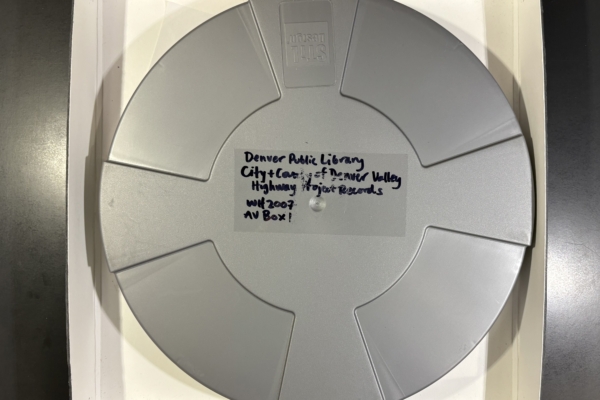 Denver Public Library
City + County of Denver Valley
Highway Project Records
WH2007
AV Box 1